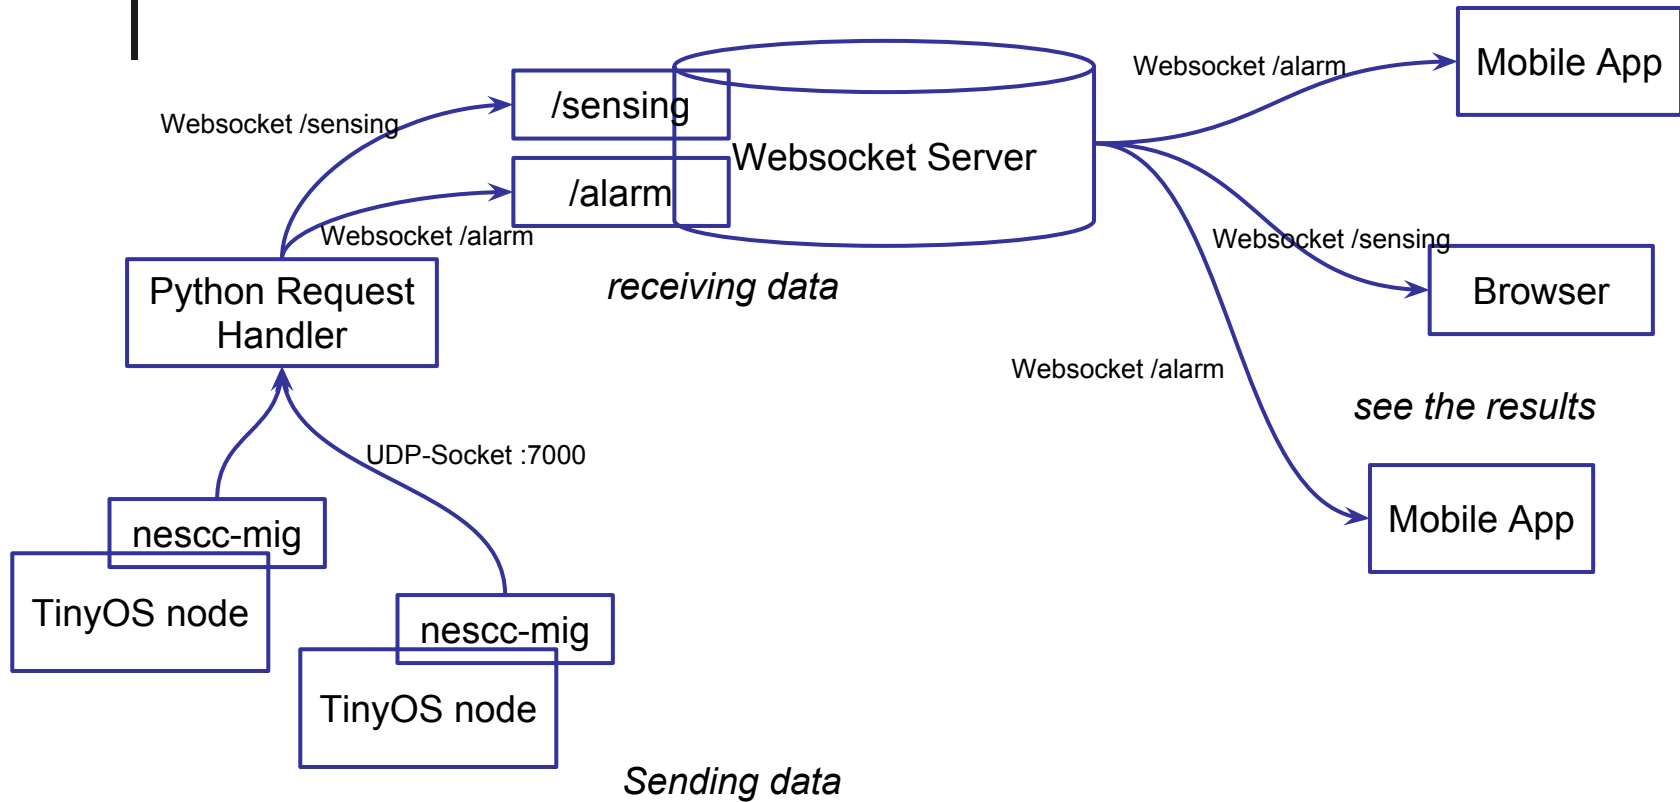 Websocket /alarm
Mobile App
/sensing
Websocket /sensing
Websocket Server
/alarm
Websocket /alarm
Websocket /sensing
Python Request
Handler
receiving data
Browser
Websocket /alarm
see the results
UDP-Socket :7000
nescc-mig
Mobile App
TinyOS node
nescc-mig
TinyOS node
Sending data